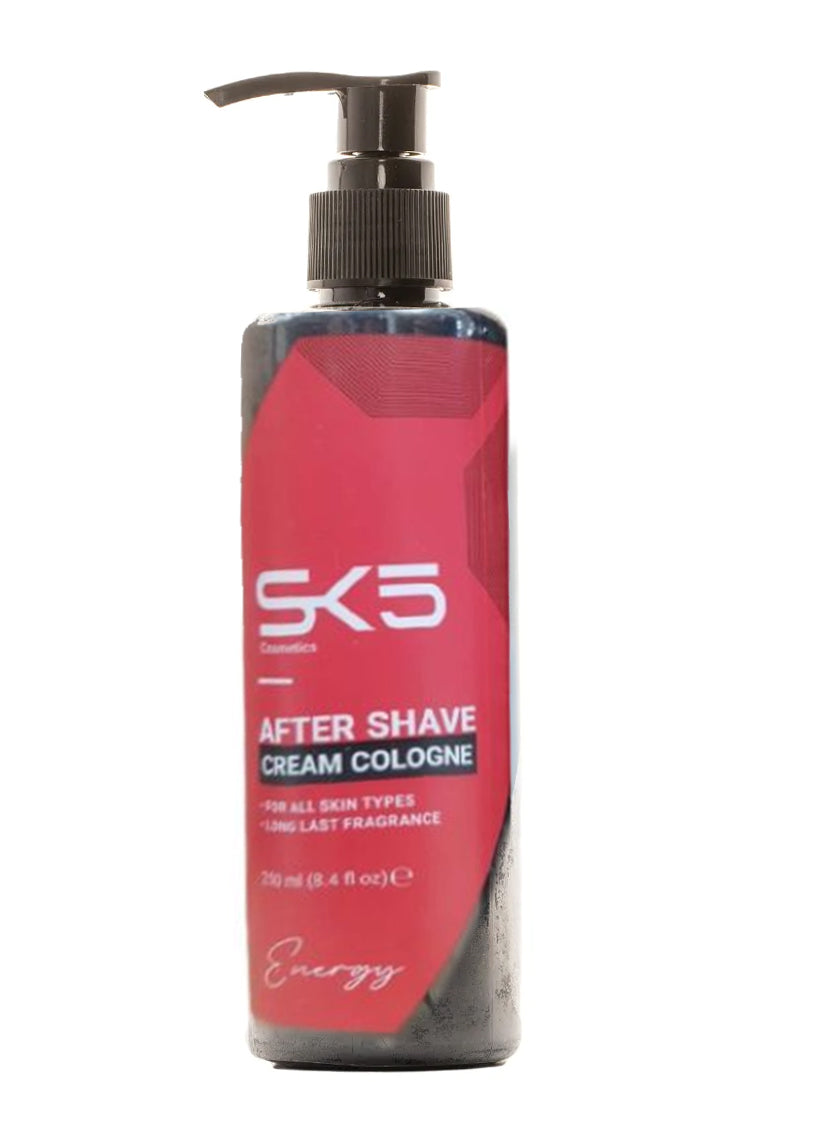 SK5
Cosmetics
AFTER SHAVE
CREAM COLOGNE
-FOR ALL SKIN TYPES
-LONG LAST FRAGRANCE
250 ml (8.4 fl oz) ℮
Energy